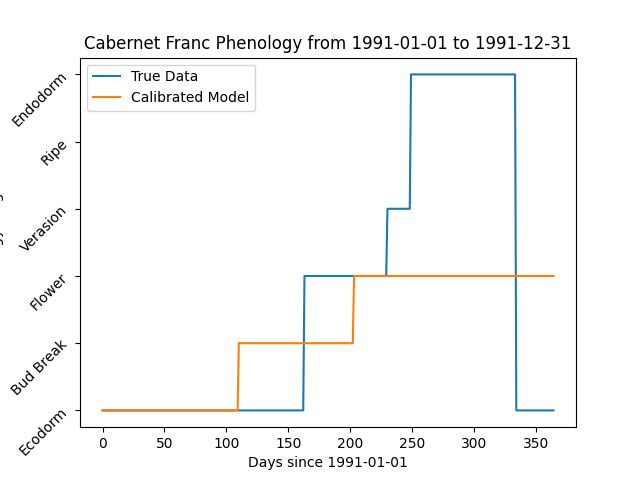 Cabernet Franc Phenology from 1991-01-01 to 1991-12-31
True Data
Calibrated Model
Endodorm
Ripe
Verasion
Flower
Bud Break
Ecodorm
0 50 100 150 200 250 300 350
Days since 1991-01-01